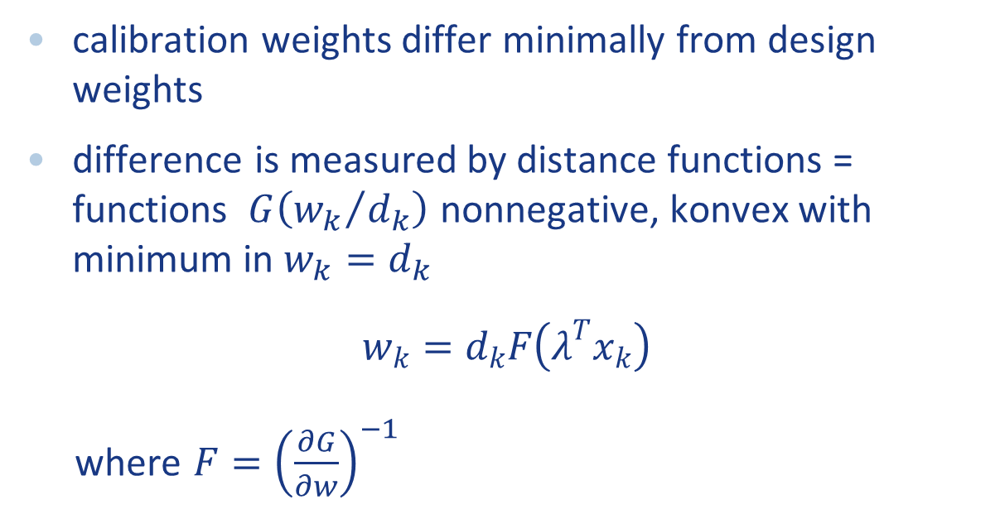 • calibration weights differ minimally from design
weights
• difference is measured by distance functions =
functions $G(w_k/d_k)$ nonnegative, konvex with
minimum in $w_k = d_k$
$w_k = d_k F(\lambda^T x_k)$
where $F = \left(\frac{\partial G}{\partial w}\right)^{-1}$